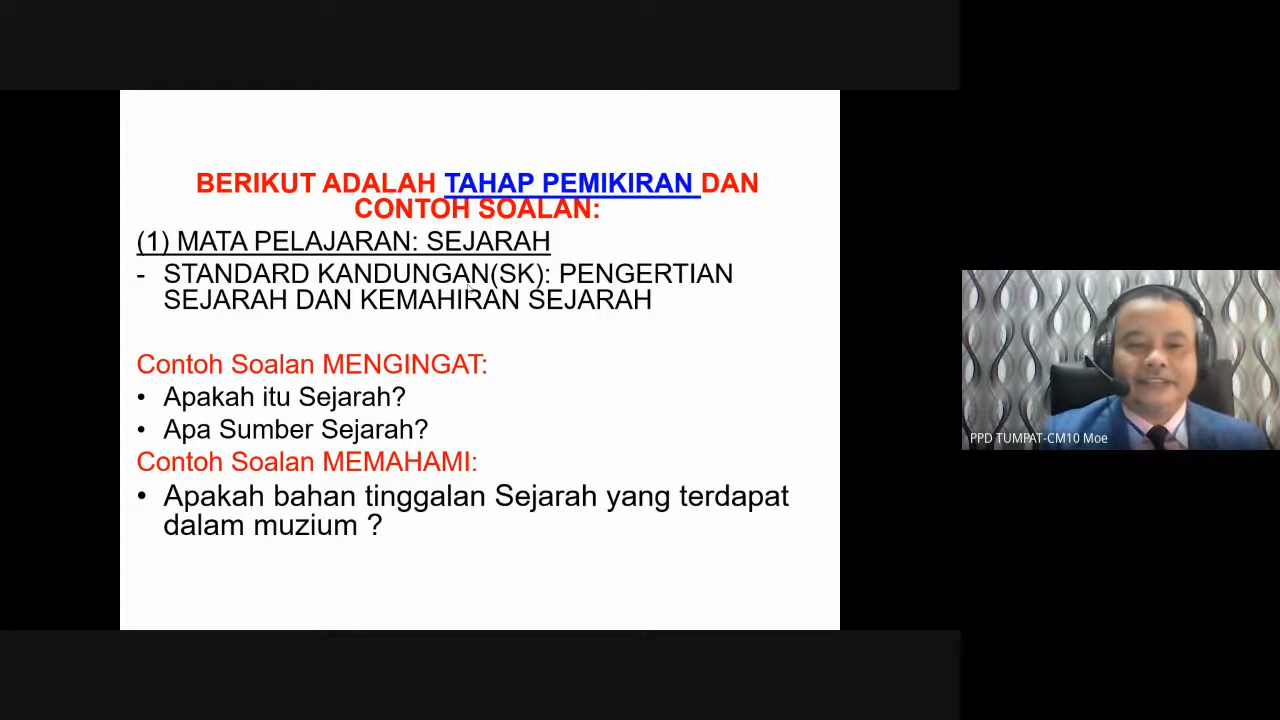 BERIKUT ADALAH TAHAP PEMIKIRAN DAN
CONTOH SOALAN:
(1) MATA PELAJARAN: SEJARAH
- STANDARD KANDUNGAN(SK): PENGERTIAN
SEJARAH DAN KEMAHIRAN SEJARAH
Contoh Soalan MENGINGAT:
• Apakah itu Sejarah?
• Apa Sumber Sejarah?
Contoh Soalan MEMAHAMI:
• Apakah bahan tinggalan Sejarah yang terdapat
dalam muzium ?
PPD TUMPAT-CM10 Moe